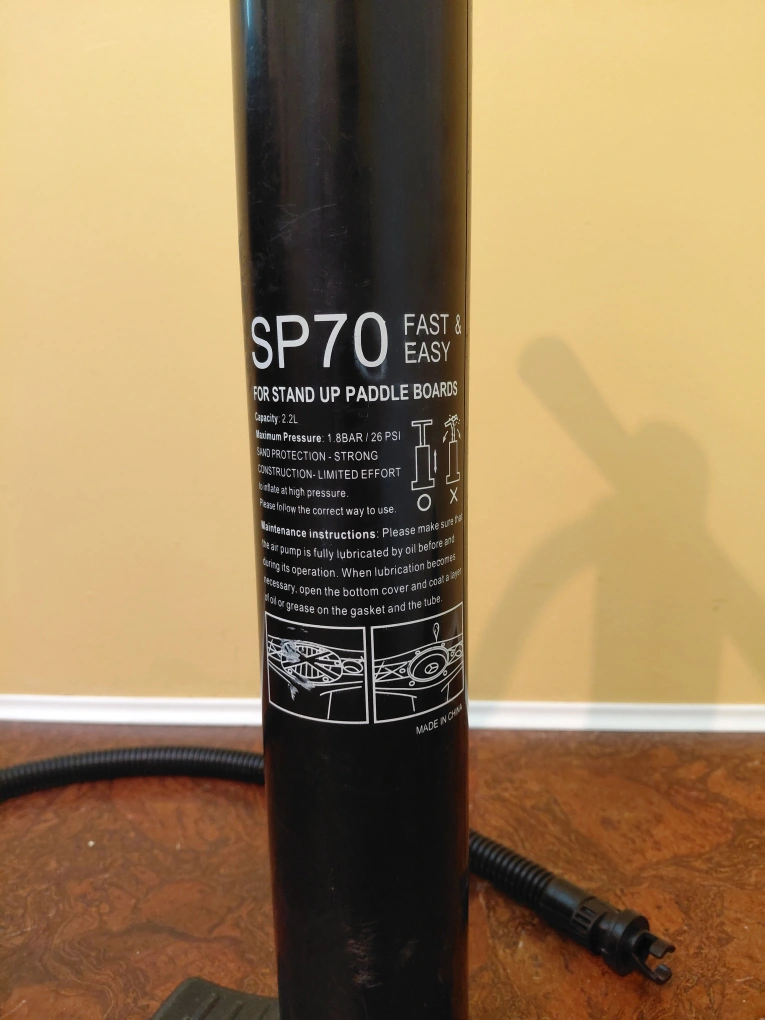 SP70 FAST &
EASY
FOR STAND UP PADDLE BOARDS
Capacity: 2.2L
Maximum Pressure: 1.8BAR / 26 PSI
SAND PROTECTION - STRONG
CONSTRUCTION- LIMITED EFFORT
to inflate at high pressure.
Please follow the correct way to use.
Maintenance instructions: Please make sure that
the air pump is fully lubricated by oil before and
during its operation. When lubrication becomes
necessary, open the bottom cover and coat a layer
of oil or grease on the gasket and the tube.
MADE IN CHINA